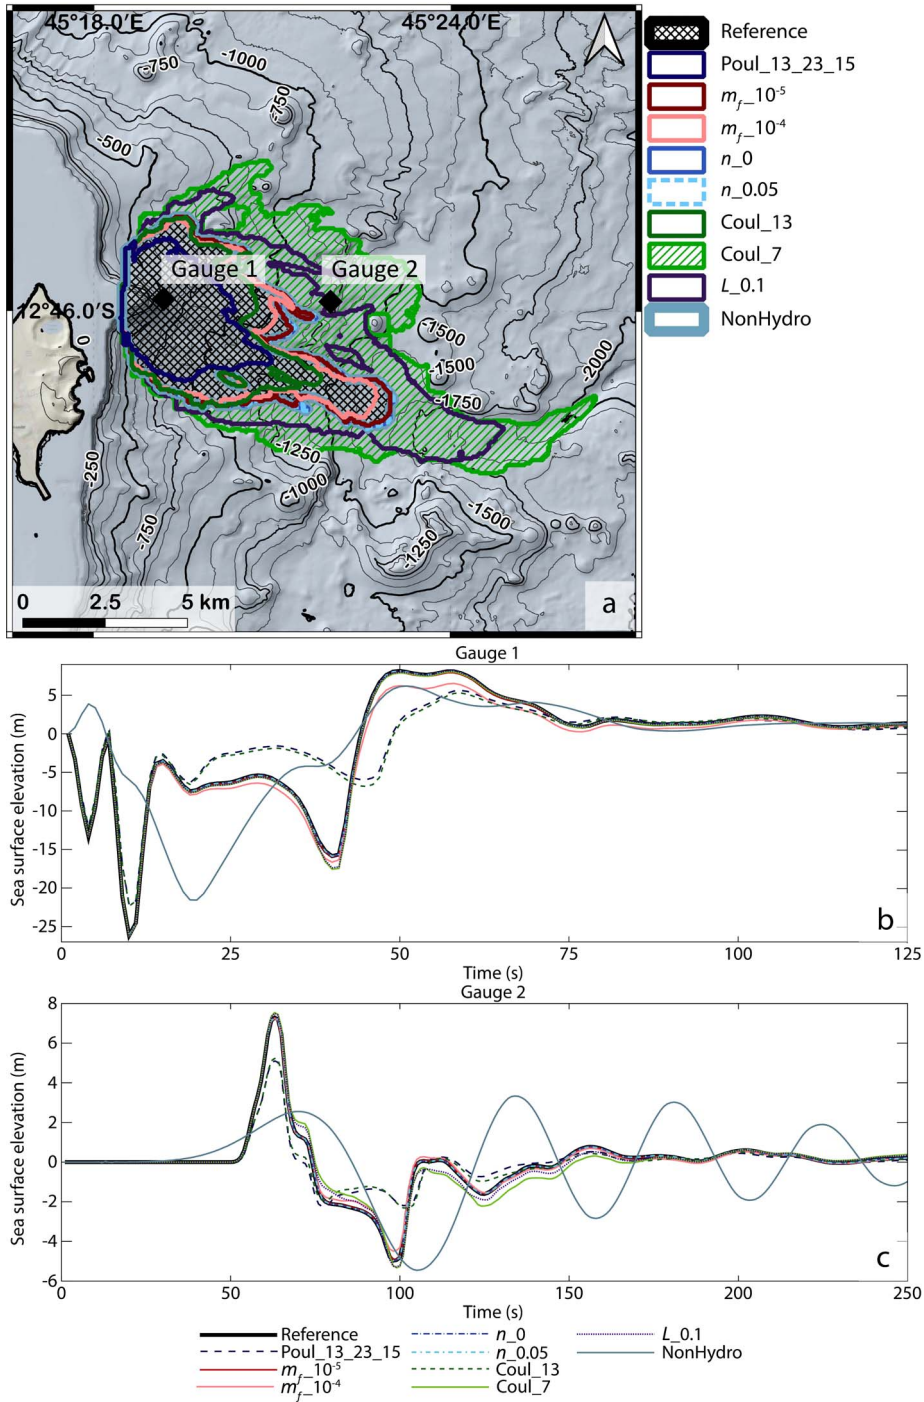 45°18.0'E
45°24.0'E
-750
-1000
-750
-500
Gauge 1
Gauge 2
12°46.0'S
0
-1500
-1500
-2000
-1750
-1250
-250
-1000
-750
-1500
-1250
0 2.5 5 km
a
Reference
Poul_13_23_15
m_f_10⁻⁵
m_f_10⁻⁴
n_0
n_0.05
Coul_13
Coul_7
L_0.1
NonHydro
Gauge 1
Sea surface elevation (m)
5
0
-5
-10
-15
-20
-25
b
0 25 50 75 100 125
Time (s)
Gauge 2
Sea surface elevation (m)
8
6
4
2
0
-2
-4
-6
c
0 50 100 150 200 250
Time (s)
Reference
Poul_13_23_15
m_f_10⁻⁵
m_f_10⁻⁴
n_0
n_0.05
Coul_13
Coul_7
L_0.1
NonHydro